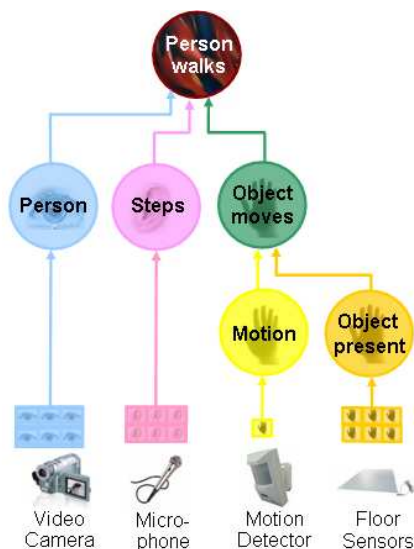 Person
walks
Person
Steps
Object
moves
Motion
Object
present
Video
Camera
Micro-
phone
Motion
Detector
Floor
Sensors